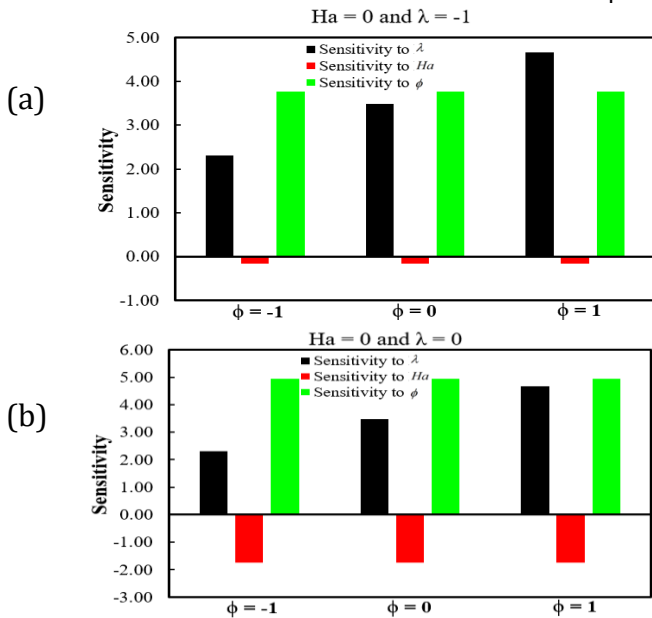 Ha = 0 and λ = -1
(a)
Sensitivity
5.00
4.00
3.00
2.00
1.00
0.00
-1.00
Sensitivity to λ
Sensitivity to Ha
Sensitivity to ϕ
ϕ = -1
ϕ = 0
ϕ = 1
Ha = 0 and λ = 0
(b)
Sensitivity
6.00
5.00
4.00
3.00
2.00
1.00
0.00
-1.00
-2.00
-3.00
Sensitivity to λ
Sensitivity to Ha
Sensitivity to ϕ
ϕ = -1
ϕ = 0
ϕ = 1